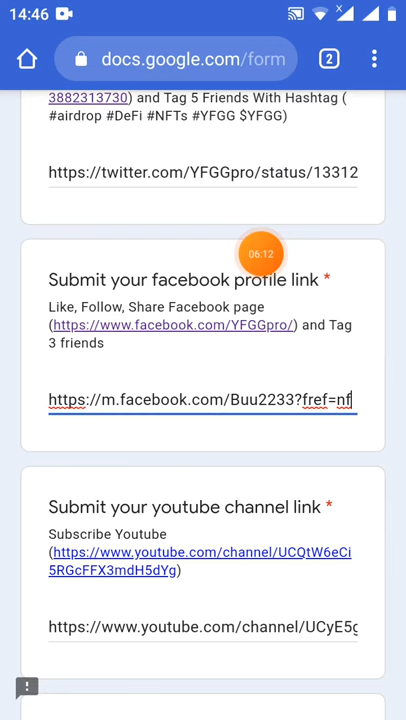 14:46
docs.google.com/form
2
3882313730) and Tag 5 Friends With Hashtag (
#airdrop #DeFi #NFTs #YFGG $YFGG)
https://twitter.com/YFGGpro/status/13312
06:12
Submit your facebook profile link *
Like, Follow, Share Facebook page
(https://www.facebook.com/YFGGpro/) and Tag
3 friends
https://m.facebook.com/Buu2233?fref=nf
Submit your youtube channel link *
Subscribe Youtube
(https://www.youtube.com/channel/UCQtW6eCi
5RGcFFX3mdH5dYg)
https://www.youtube.com/channel/UCyE5g